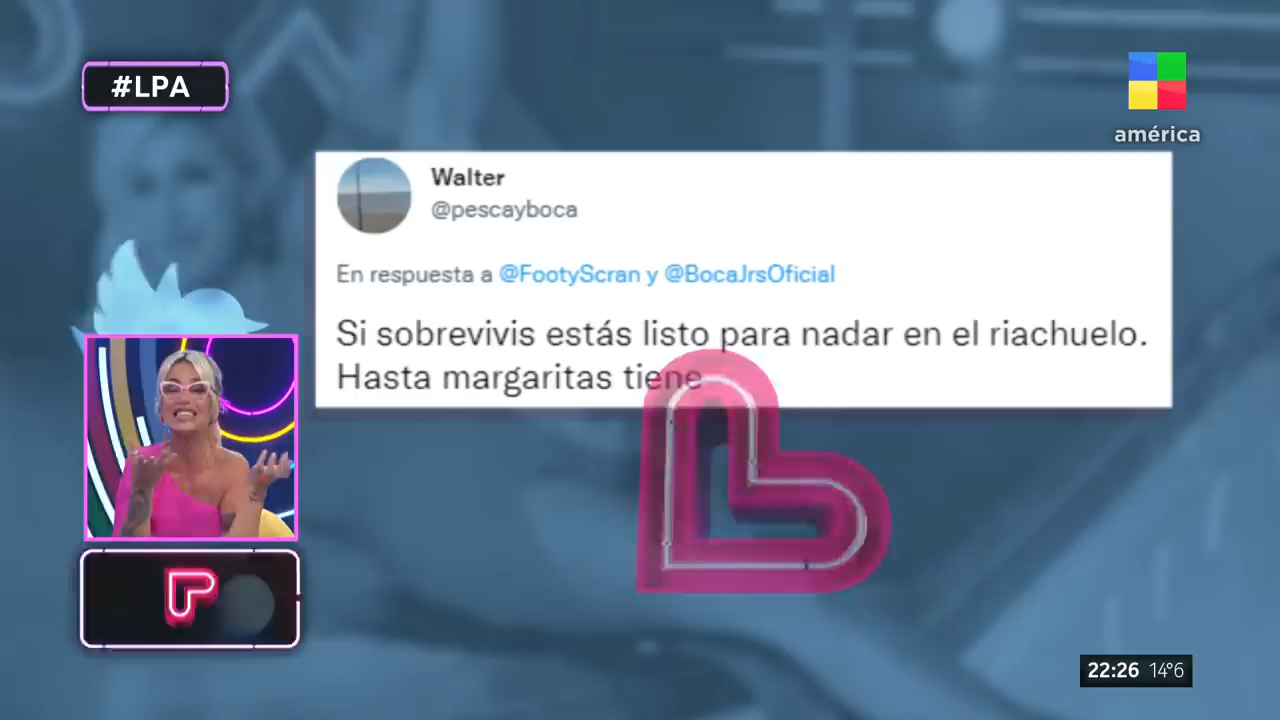 #LPA
américa
Walter
@pescayboca
En respuesta a @FootyScran y @BocaJrsOficial
Si sobrevivis estás listo para nadar en el riachuelo.
Hasta margaritas tiene
22:26 14°6